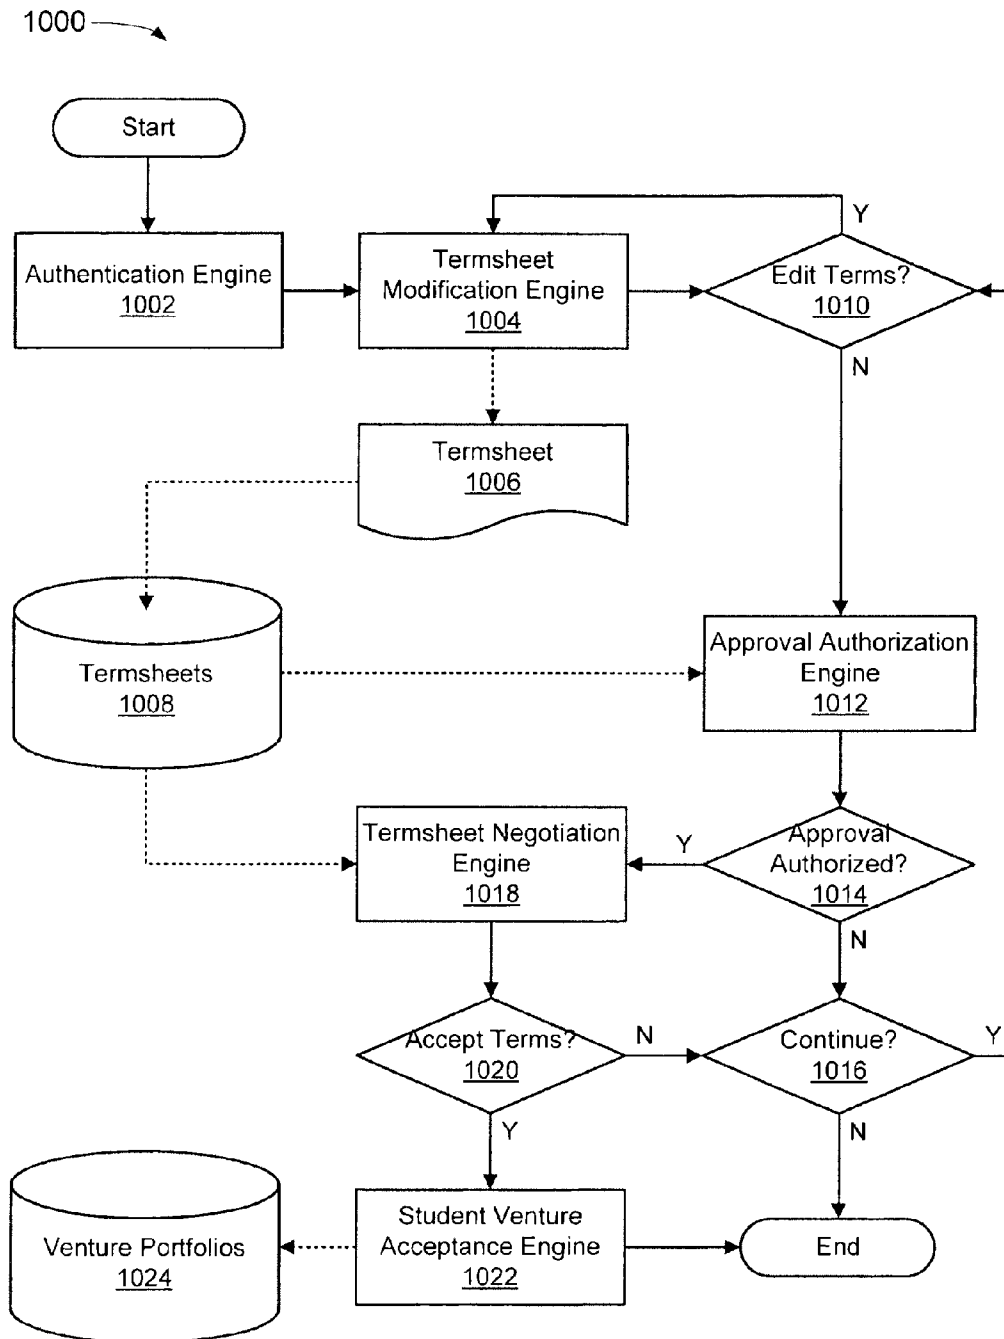 1000
Start
Authentication Engine
1002
Termsheet
Modification Engine
1004
Y
Edit Terms?
1010
N
Termsheet
1006
Termsheets
1008
Approval Authorization
Engine
1012
Termsheet Negotiation
Engine
1018
Y
Approval
Authorized?
1014
N
Accept Terms?
1020
N
Continue?
1016
Y
Y
N
Venture Portfolios
1024
Student Venture
Acceptance Engine
1022
End